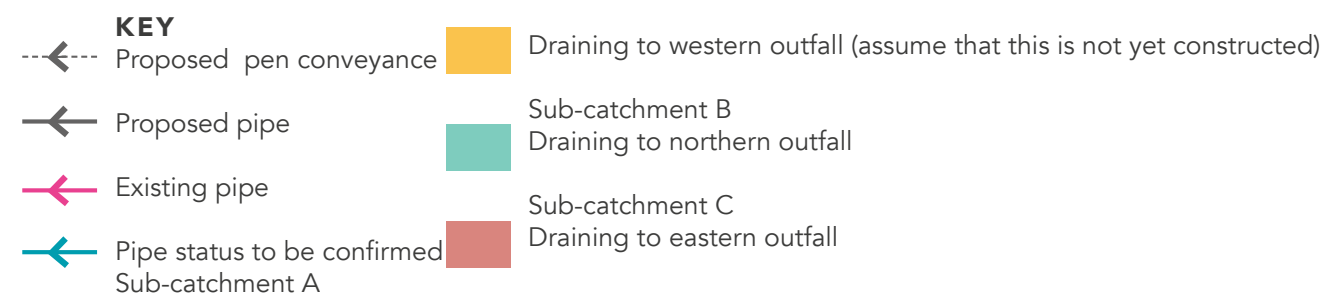 KEY
Proposed  pen conveyance
Proposed pipe
Existing pipe
Pipe status to be confirmed
Sub-catchment A
Draining to western outfall (assume that this is not yet constructed)
Sub-catchment B
Draining to northern outfall
Sub-catchment C
Draining to eastern outfall